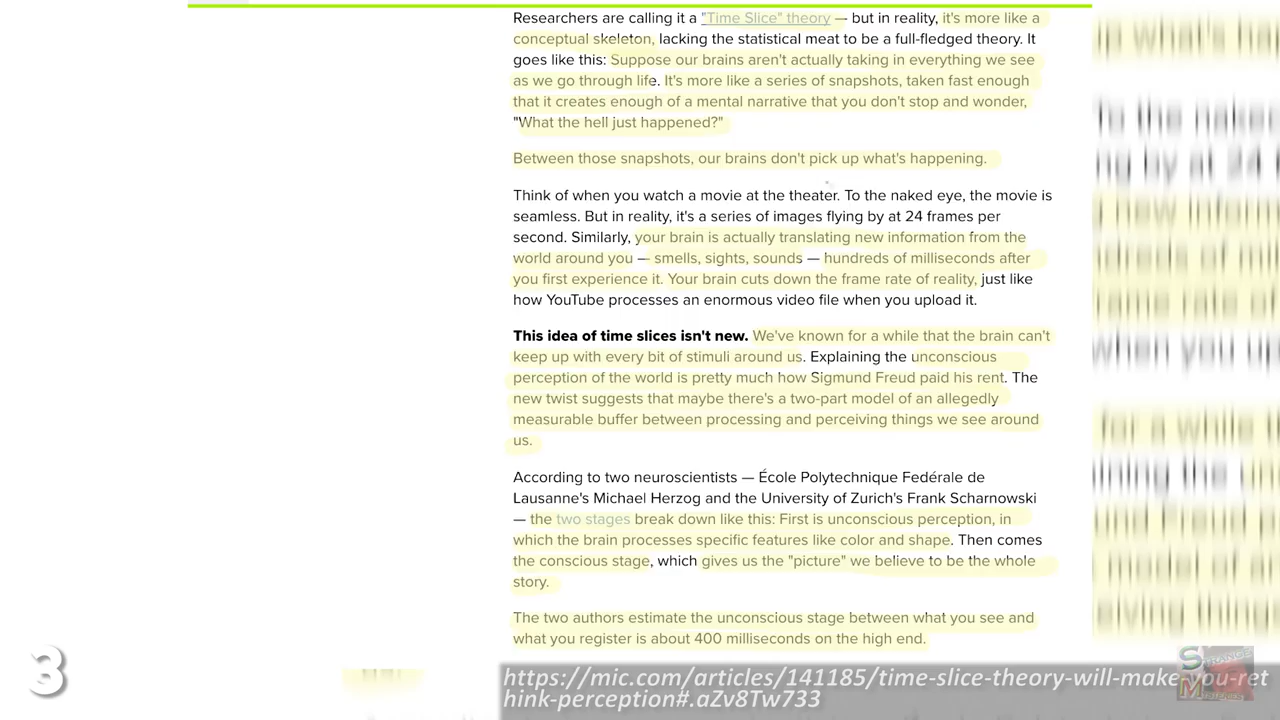 Researchers are calling it a "Time Slice" theory — but in reality, it's more like a
conceptual skeleton, lacking the statistical meat to be a full-fledged theory. It
goes like this: Suppose our brains aren't actually taking in everything we see
as we go through life. It's more like a series of snapshots, taken fast enough
that it creates enough of a mental narrative that you don't stop and wonder,
"What the hell just happened?"
Between those snapshots, our brains don't pick up what's happening.
Think of when you watch a movie at the theater. To the naked eye, the movie is
seamless. But in reality, it's a series of images flying by at 24 frames per
second. Similarly, your brain is actually translating new information from the
world around you — smells, sights, sounds — hundreds of milliseconds after
you first experience it. Your brain cuts down the frame rate of reality, just like
how YouTube processes an enormous video file when you upload it.
This idea of time slices isn't new. We've known for a while that the brain can't
keep up with every bit of stimuli around us. Explaining the unconscious
perception of the world is pretty much how Sigmund Freud paid his rent. The
new twist suggests that maybe there's a two-part model of an allegedly
measurable buffer between processing and perceiving things we see around
us.
According to two neuroscientists — École Polytechnique Fedérale de
Lausanne's Michael Herzog and the University of Zurich's Frank Scharnowski
— the two stages break down like this: First is unconscious perception, in
which the brain processes specific features like color and shape. Then comes
the conscious stage, which gives us the "picture" we believe to be the whole
story.
The two authors estimate the unconscious stage between what you see and
what you register is about 400 milliseconds on the high end.
3
https://mic.com/articles/141185/time-slice-theory-will-make-you-ret
hink-perception#.aZv8Tw733
STRANGE